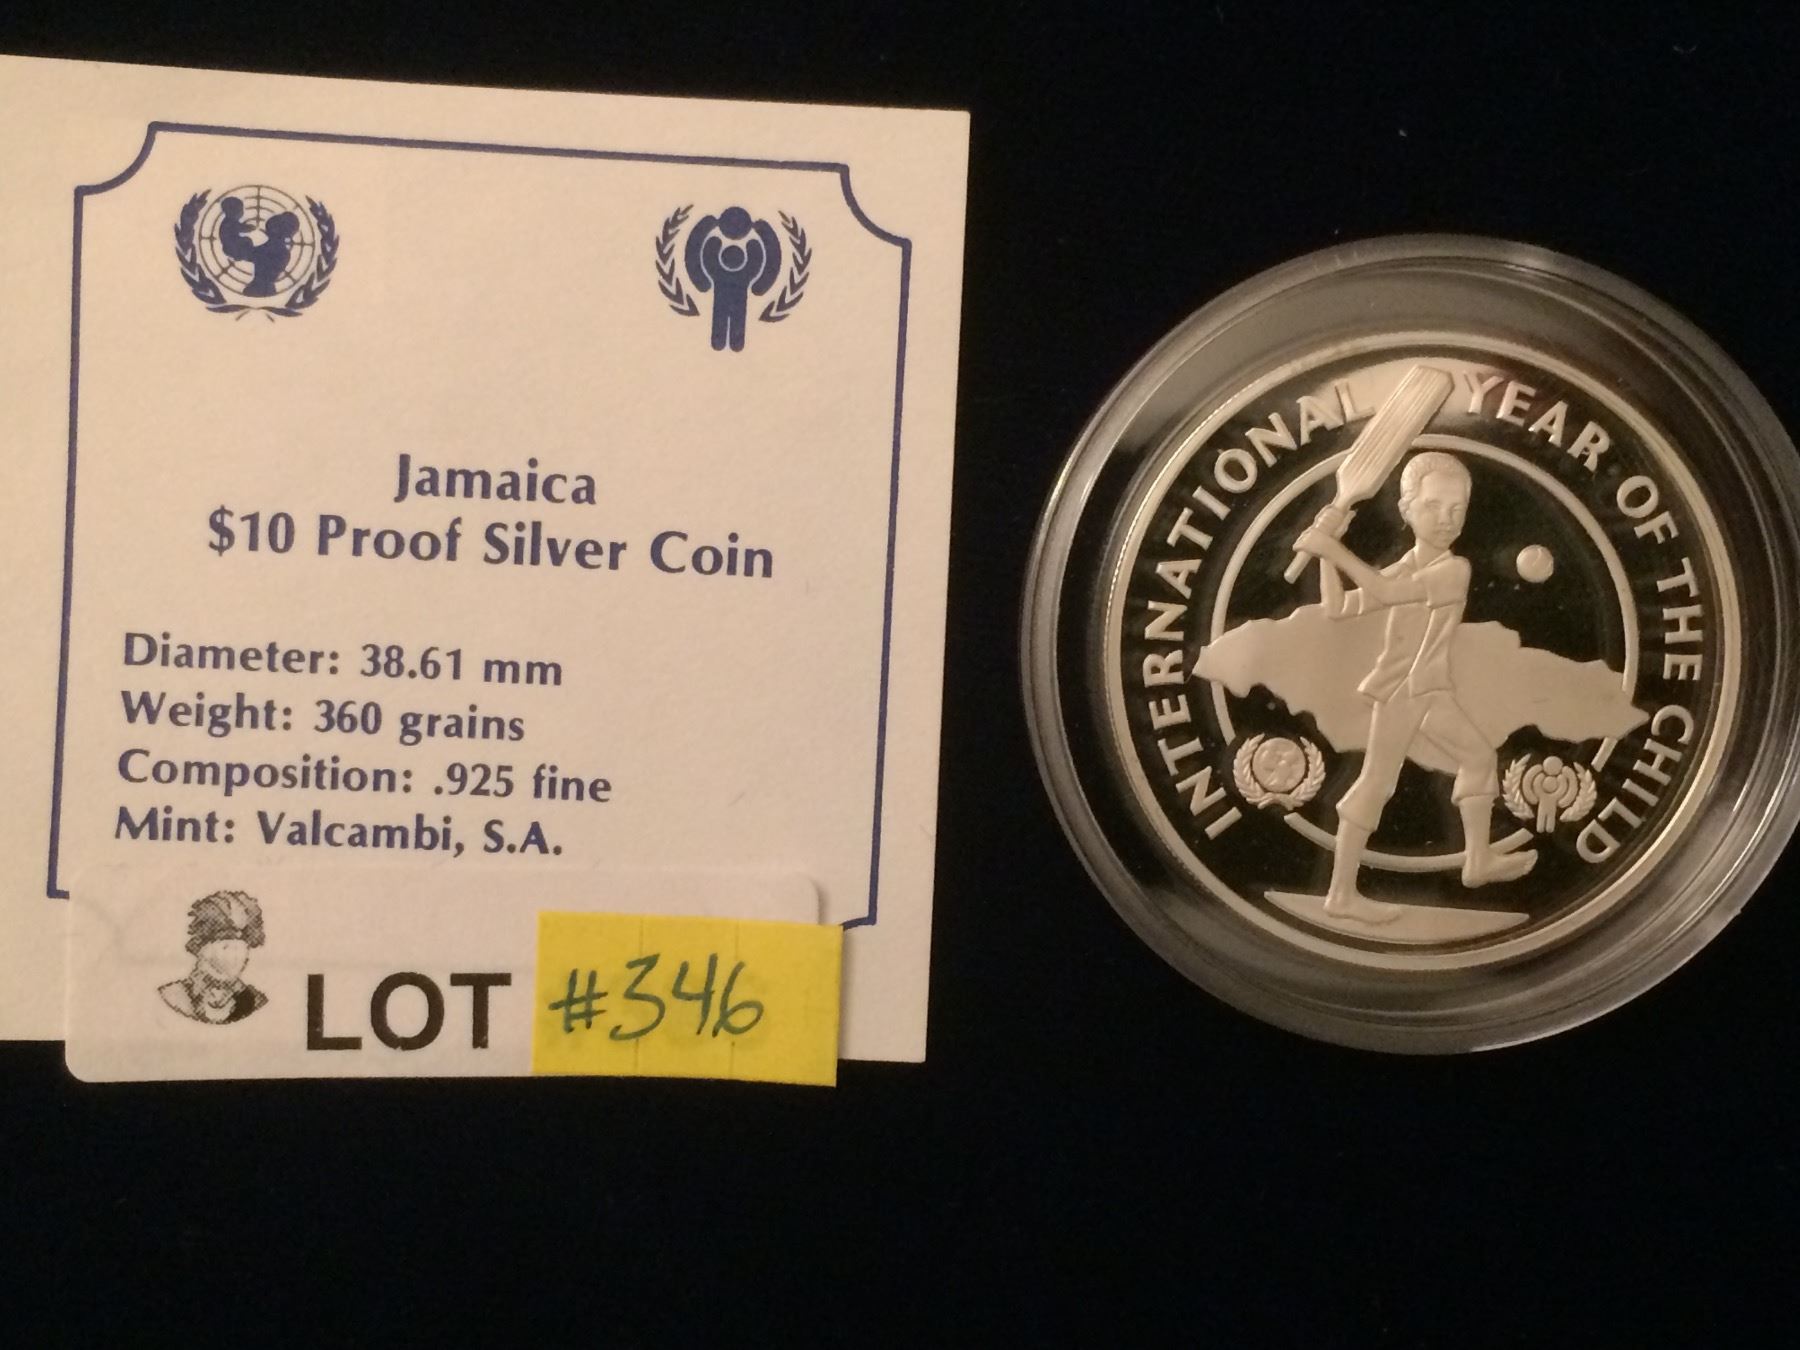 Jamaica
$10 Proof Silver Coin
Diameter: 38.61 mm
Weight: 360 grains
Composition: .925 fine
Mint: Valcambi, S.A.
LOT #346
INTERNATIONAL YEAR OF THE CHILD